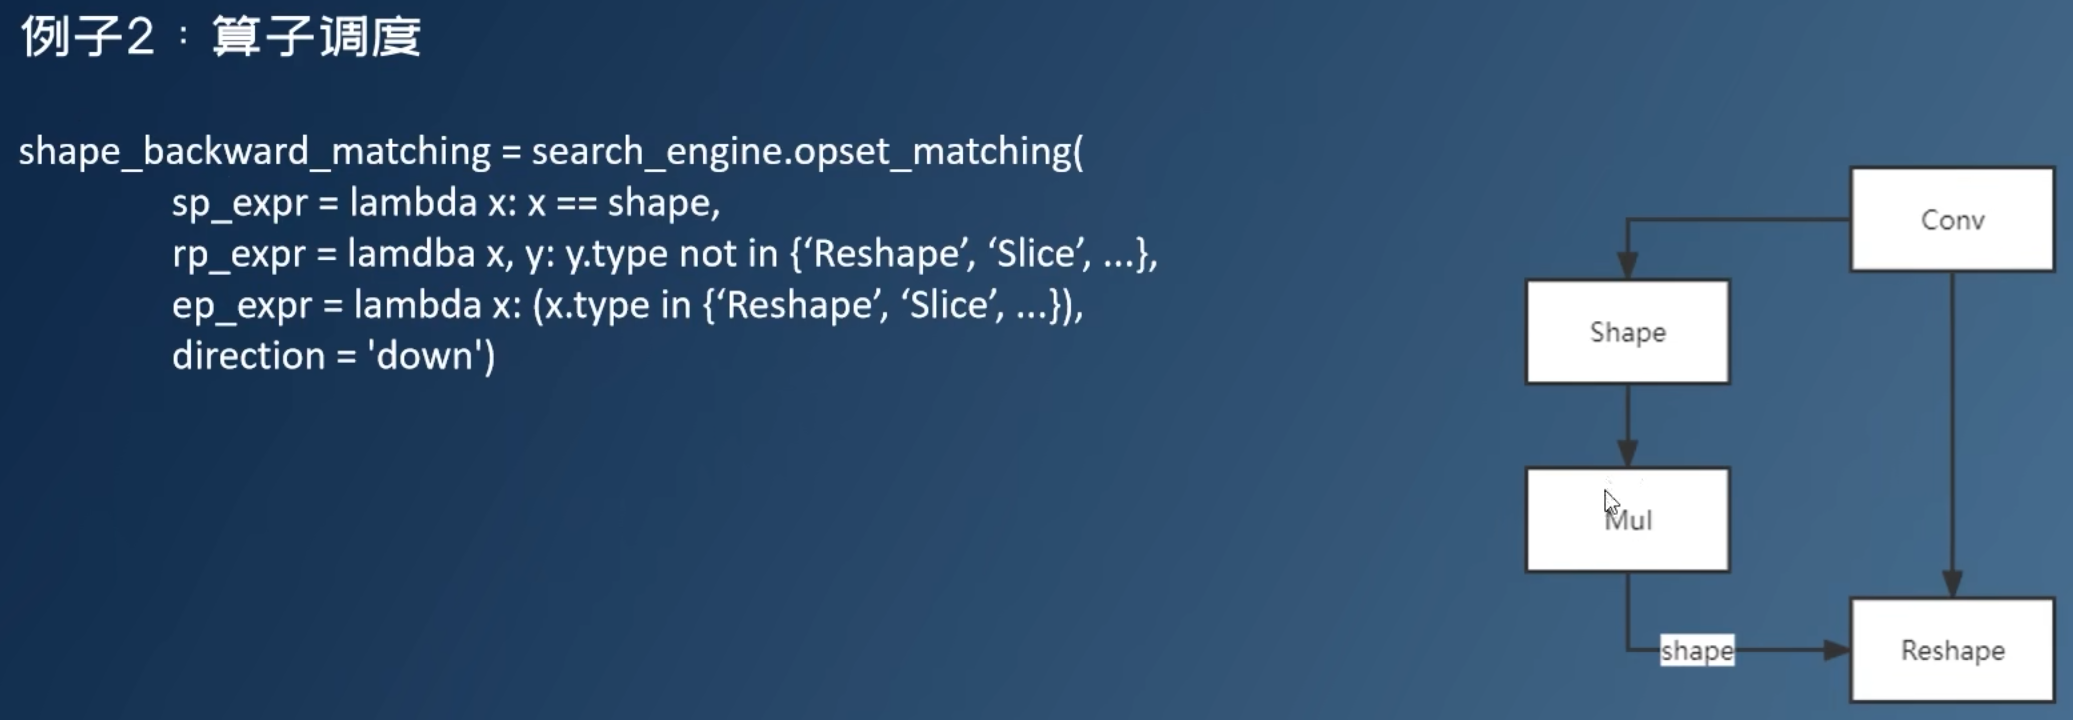 例子2：算子调度
shape_backward_matching = search_engine.opset_matching(
sp_expr = lambda x: x == shape,
rp_expr = lamdba x, y: y.type not in {‘Reshape’, ‘Slice’, ...},
ep_expr = lambda x: (x.type in {‘Reshape’, ‘Slice’, ...}),
direction = 'down')
Conv
Shape
Mul
shape
Reshape